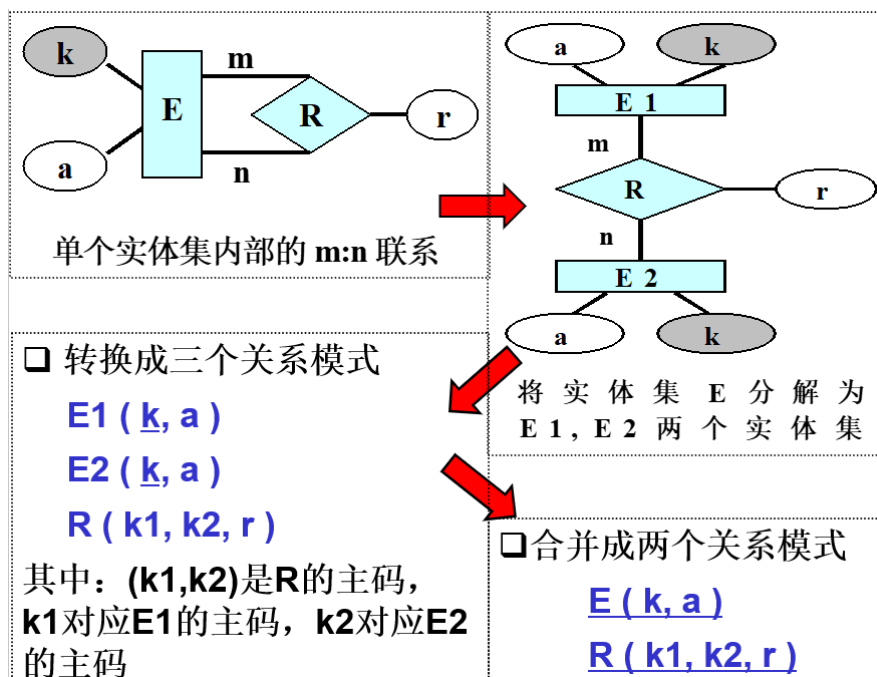 k
m
E
R
r
a
n
单个实体集内部的 m:n 联系
a
k
E 1
m
R
r
n
E 2
a
k
将 实 体 集 E 分 解 为
E 1 , E 2 两 个 实 体 集
❑ 转换成三个关系模式
E1 ( k, a )
E2 ( k, a )
R ( k1, k2, r )
其中：(k1,k2)是R的主码，
k1对应E1的主码，k2对应E2
的主码
❑合并成两个关系模式
E ( k, a )
R ( k1, k2, r )